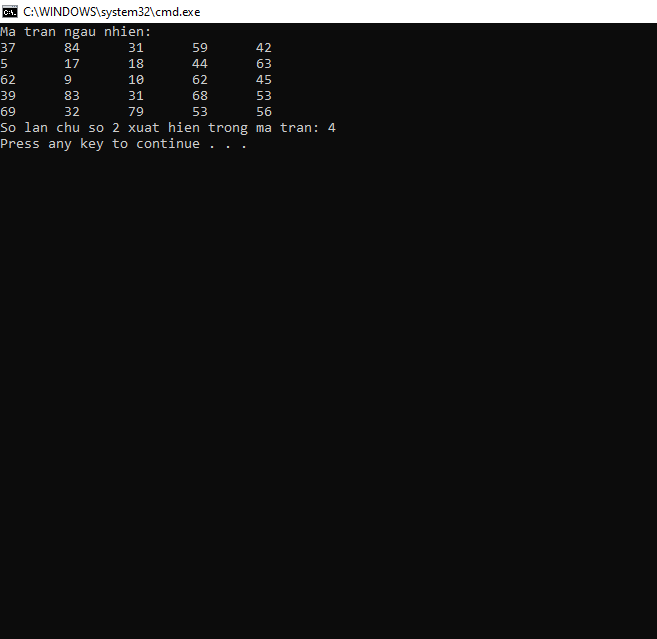 C:\WINDOWS\system32\cmd.exe
Ma tran ngau nhien:
37 84 31 59 42
5 17 18 44 63
62 9 10 62 45
39 83 31 68 53
69 32 79 53 56
So lan chu so 2 xuat hien trong ma tran: 4
Press any key to continue . . .